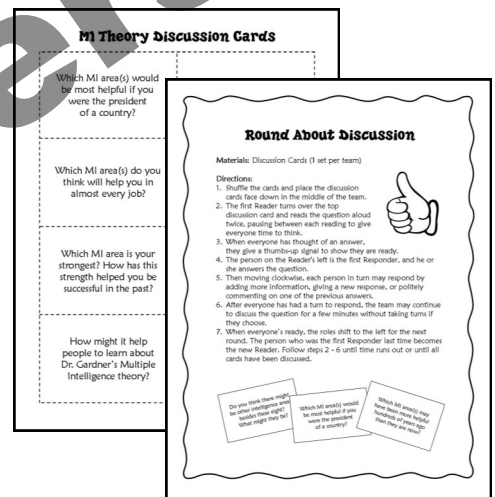 MI Theory Discussion Cards
Which MI area(s) would
be most helpful if you
were the president
of a country?
Which MI area(s) do you
think will help you in
almost every job?
Which MI area is your
strongest? How has this
strength helped you be
successful in the past?
How might it help
people to learn about
Dr. Gardner's Multiple
Intelligence theory?
Round About Discussion
Materials: Discussion Cards (1 set per team)
Directions:
1. Shuffle the cards and place the discussion
cards face down in the middle of the team.
2. The first Reader turns over the top
discussion card and reads the question aloud
twice, pausing between each reading to give
everyone time to think.
3. When everyone has thought of an answer,
they give a thumbs-up signal to show they are ready.
4. The person on the Reader's left is the first Responder, and he or
she answers the question.
5. Then moving clockwise, each person in turn may respond by
adding more information, giving a new response, or politely
commenting on one of the previous answers.
6. After everyone has had a turn to respond, the team may continue
to discuss the question for a few minutes without taking turns if
they choose.
7. When everyone's ready, the roles shift to the left for the next
round. The person who was the first Responder last time becomes
the new Reader. Follow steps 2 - 6 until time runs out or until all
cards have been discussed.
Do you think there might
be other intelligence areas
besides these eight?
What might they be?
Which MI area(s) would
be most helpful if you
were the president
of a country?
Which MI area(s) may
have been more helpful
hundreds of years ago
than they are now?